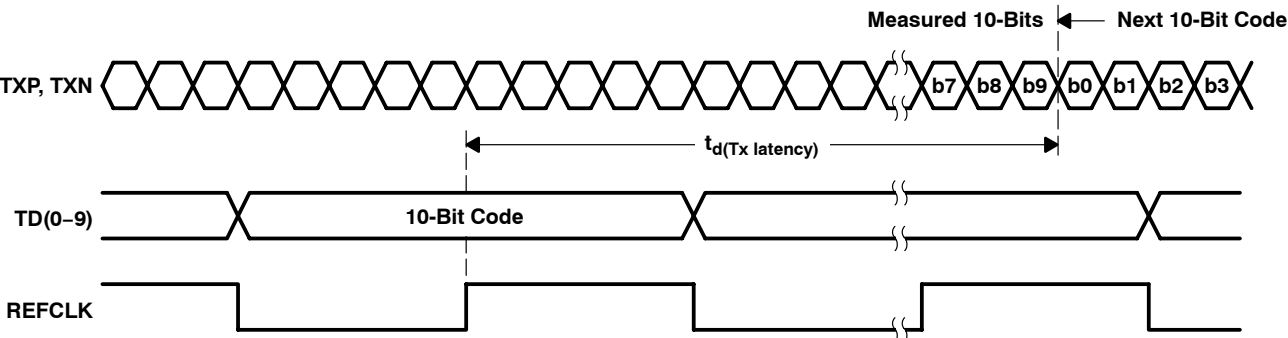 Measured 10-Bits Next 10-Bit Code
TXP, TXN b7 b8 b9 b0 b1 b2 b3
td(Tx latency)
TD(0−9) 10-Bit Code
REFCLK